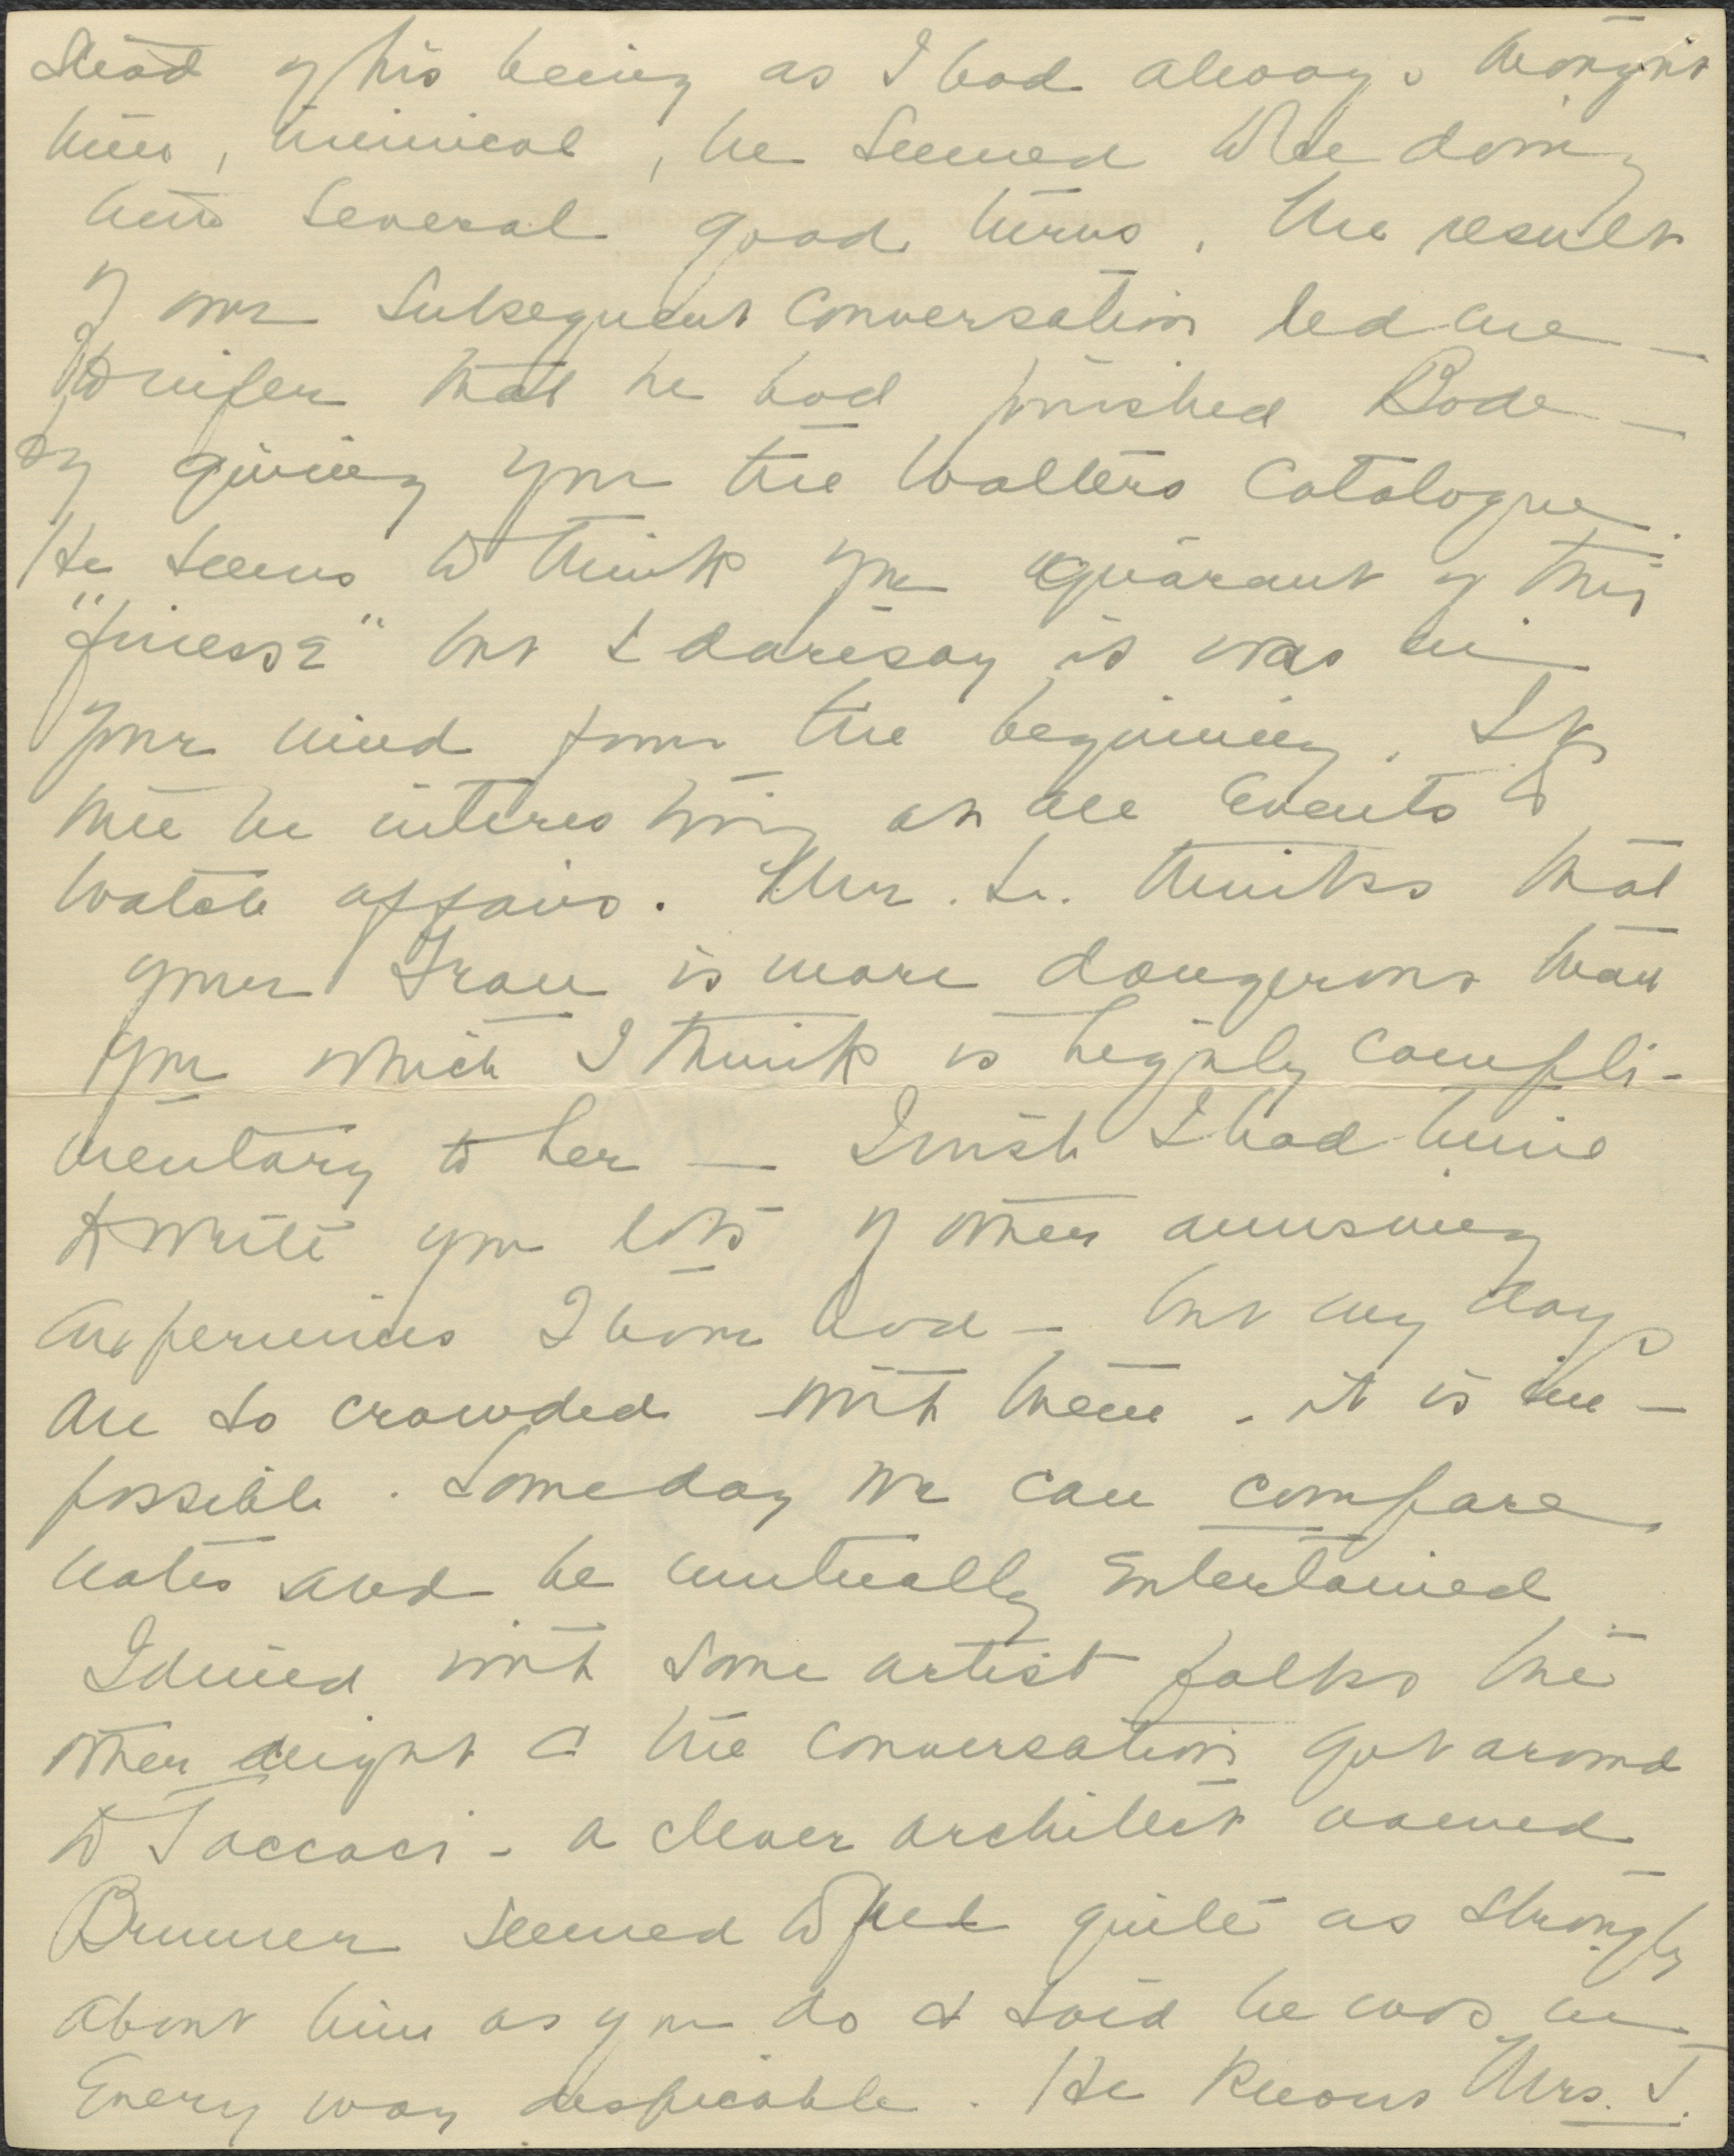 stead of his being as I had always thought
him, inimical, he seemed to be doing
him several good turns. The result
of our subsequent conversation led me
to infer that he had finished Bode
by giving you the Walters Catalogue.
He seems to think you ignorant of this
"finesse" but I daresay it was in
your mind from the beginning. It
will be interesting at all events to
watch affairs. Mr. L. thinks that
your Frau is more dangerous than
you which I think is highly compli-
mentary to her — I wish I had time
to write you lots of other amusing
experiences I have had — but my days
are so crowded with them - it is im-
possible. Someday we can compare
notes and be mutually entertained
I dined with some artist folks the
other night & the conversation got around
to Jaccaci - a clever architect named
Brunner seemed to feel quite as strongly
about him as you do & said he was in
every way despicable. He knows Mrs. J.